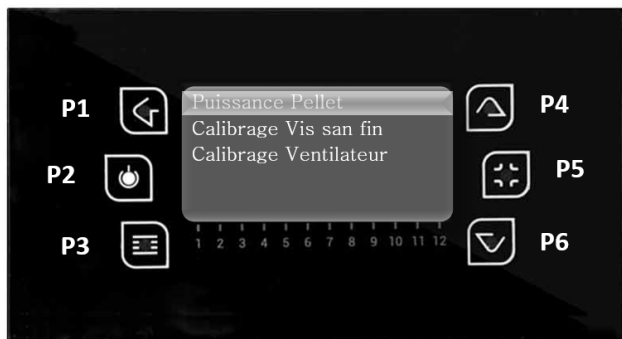 P1
P2
P3
Puissance Pellet
Calibrage Vis san fin
Calibrage Ventilateur
1 2 3 4 5 6 7 8 9 10 11 12
P4
P5
P6